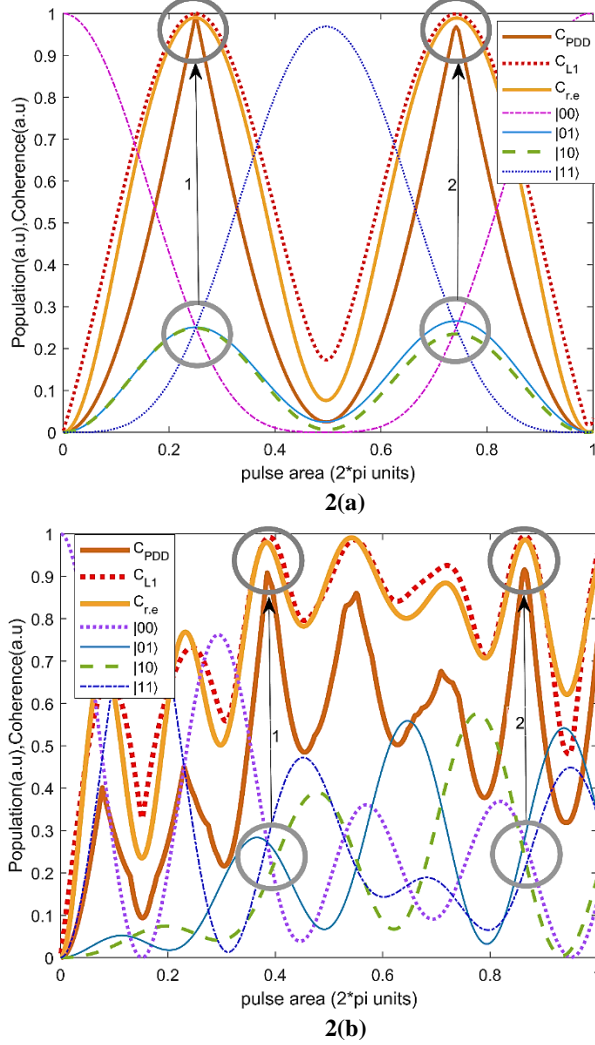 1
0.9
0.8
0.7
0.6
0.5
0.4
0.3
0.2
0.1
0
Population(a.u),Coherence(a.u)
C_PDD
C_L1
C_r.e
|00⟩
|01⟩
|10⟩
|11⟩
1
2
0 0.2 0.4 0.6 0.8 1
pulse area (2*pi units)
2(a)
1
0.9
0.8
0.7
0.6
0.5
0.4
0.3
0.2
0.1
0
Population(a.u),Coherence(a.u)
C_PDD
C_L1
C_r.e
|00⟩
|01⟩
|10⟩
|11⟩
1
2
0 0.2 0.4 0.6 0.8 1
pulse area (2*pi units)
2(b)